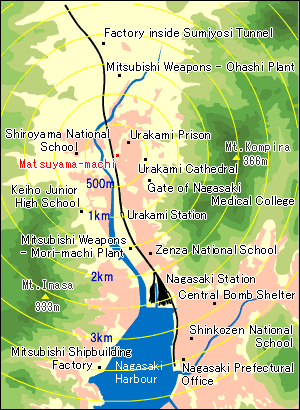 Factory inside Sumiyosi Tunnel
Mitsubishi Weapons - Ohashi Plant
Shiroyama National
School
Urakami Prison
Mt.Kompira
366m
Matsuyama-machi
Urakami Cathedral
500m
Gate of Nagasaki
Medical College
Keiho Junior
High School
1km
Urakami Station
Mitsubishi Weapons
- Mori-machi Plant
Zenza National School
2km
Nagasaki Station
Mt.Inasa
333m
Central Bomb Shelter
3km
Shinkozen National
School
Mitsubishi Shipbuilding
Factory
Nagasaki
Harbour
Nagasaki Prefectural
Office